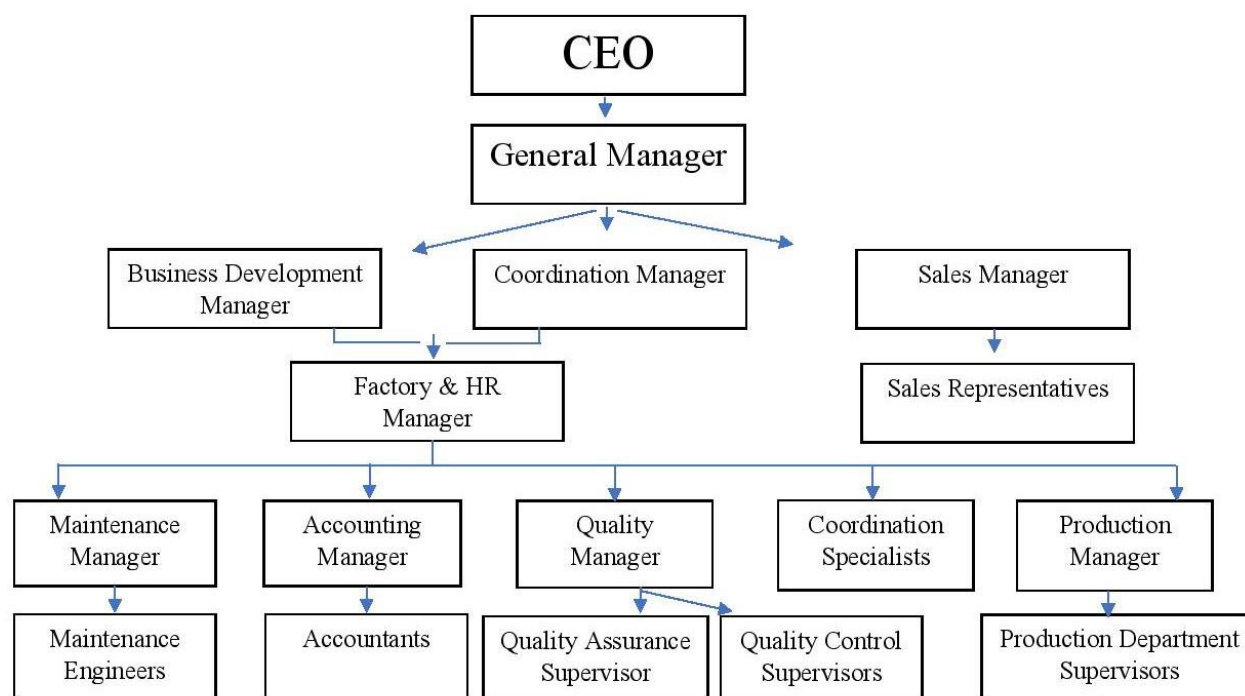 CEO
General Manager
Business Development
Manager
Coordination Manager
Sales Manager
Factory & HR
Manager
Sales Representatives
Maintenance
Manager
Accounting
Manager
Quality
Manager
Coordination
Specialists
Production
Manager
Maintenance
Engineers
Accountants
Quality Assurance
Supervisor
Quality Control
Supervisors
Production Department
Supervisors